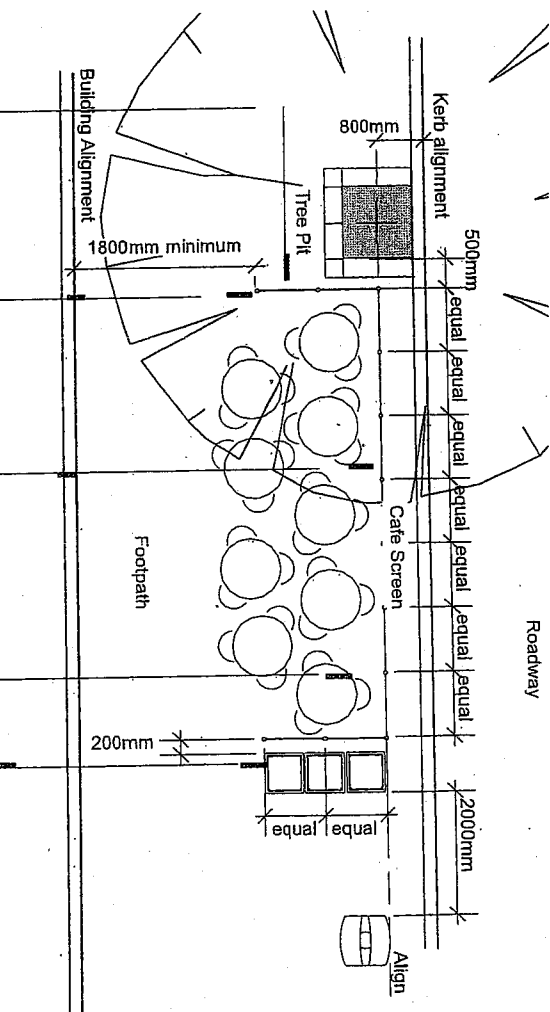 Building Alignment
Kerb alignment
800mm
Tree Pit
500mm
1800mm minimum
equal
equal
equal
equal
equal
equal
equal
Cafe Screen
Footpath
Roadway
200mm
equal
equal
2000mm
Align